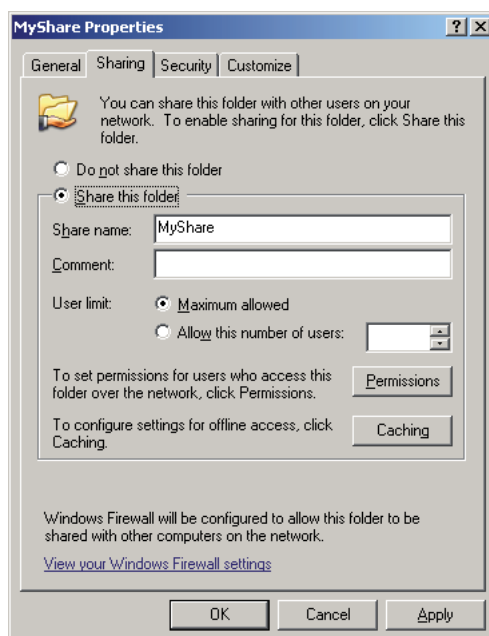 MyShare Properties
General Sharing Security Customize
You can share this folder with other users on your
network. To enable sharing for this folder, click Share this
folder.
Do not share this folder
Share this folder
Share name: MyShare
Comment:
User limit: Maximum allowed
Allow this number of users:
To set permissions for users who access this
folder over the network, click Permissions. Permissions
To configure settings for offline access, click
Caching. Caching
Windows Firewall will be configured to allow this folder to be
shared with other computers on the network.
View your Windows Firewall settings
OK Cancel Apply